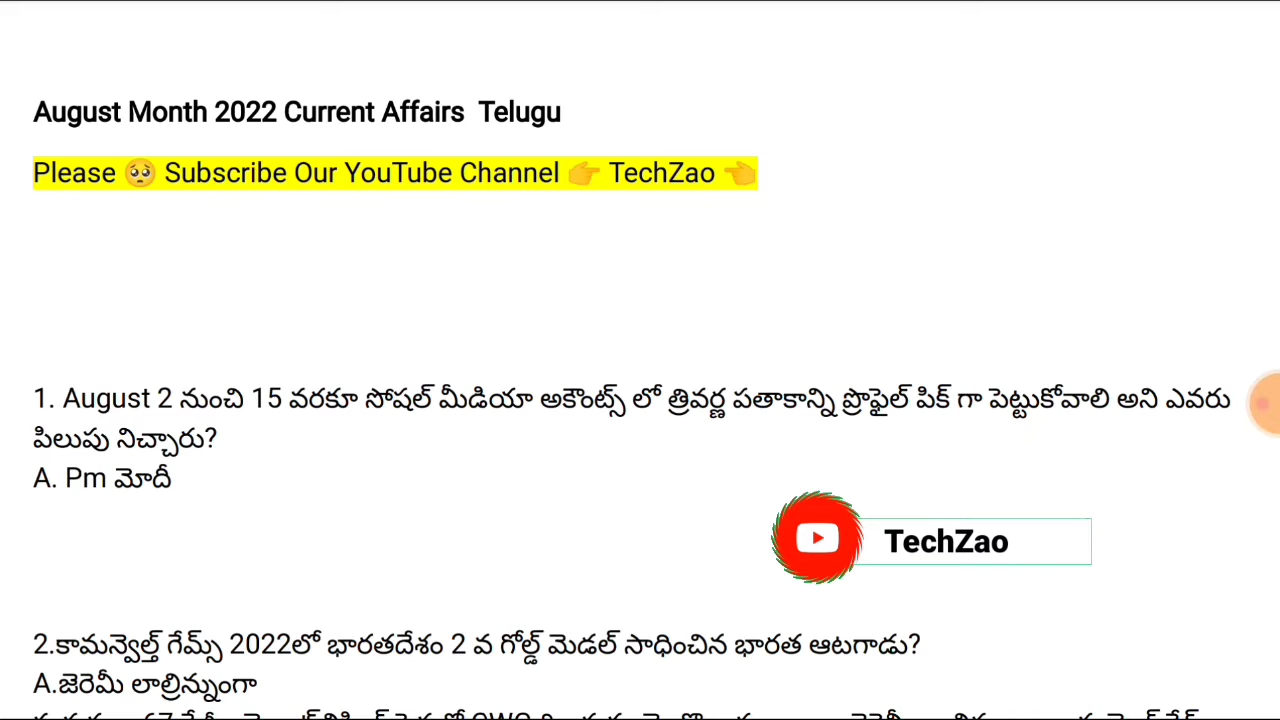 August Month 2022 Current Affairs Telugu
Please 🥺 Subscribe Our YouTube Channel 👉 TechZao 👈
1. August 2 నుంచి 15 వరకూ సోషల్ మీడియా అకౌంట్స్ లో త్రివర్ణ పతాకాన్ని ప్రొఫైల్ పిక్ గా పెట్టుకోవాలి అని ఎవరు
పిలుపు నిచ్చారు?
A. Pm మోదీ
TechZao
2.కామన్వెల్త్ గేమ్స్ 2022లో భారతదేశం 2 వ గోల్డ్ మెడల్ సాధించిన భారత ఆటగాడు?
A.జెరెమీ లాల్రిన్నుంగా